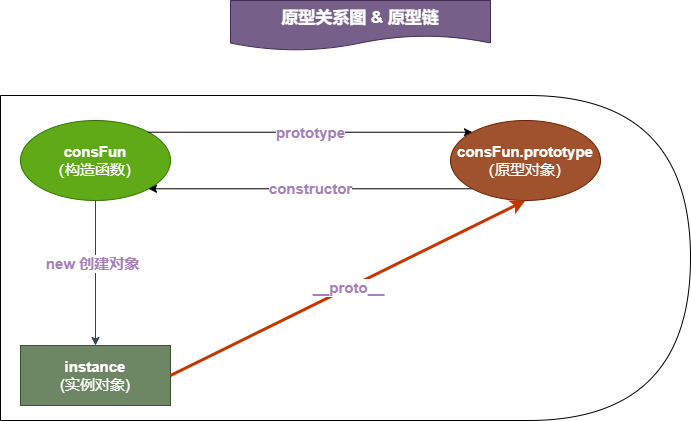 原型关系图 & 原型链
consFun
(构造函数)
prototype
consFun.prototype
(原型对象)
constructor
new 创建对象
__proto__
instance
(实例对象)